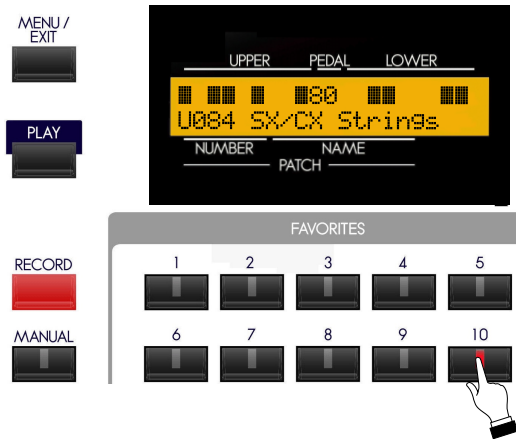 MENU /
EXIT
UPPER PEDAL LOWER
80
U084 SX/CX Strings
PLAY
NUMBER NAME
PATCH
FAVORITES
RECORD
1 2 3 4 5
MANUAL
6 7 8 9 10